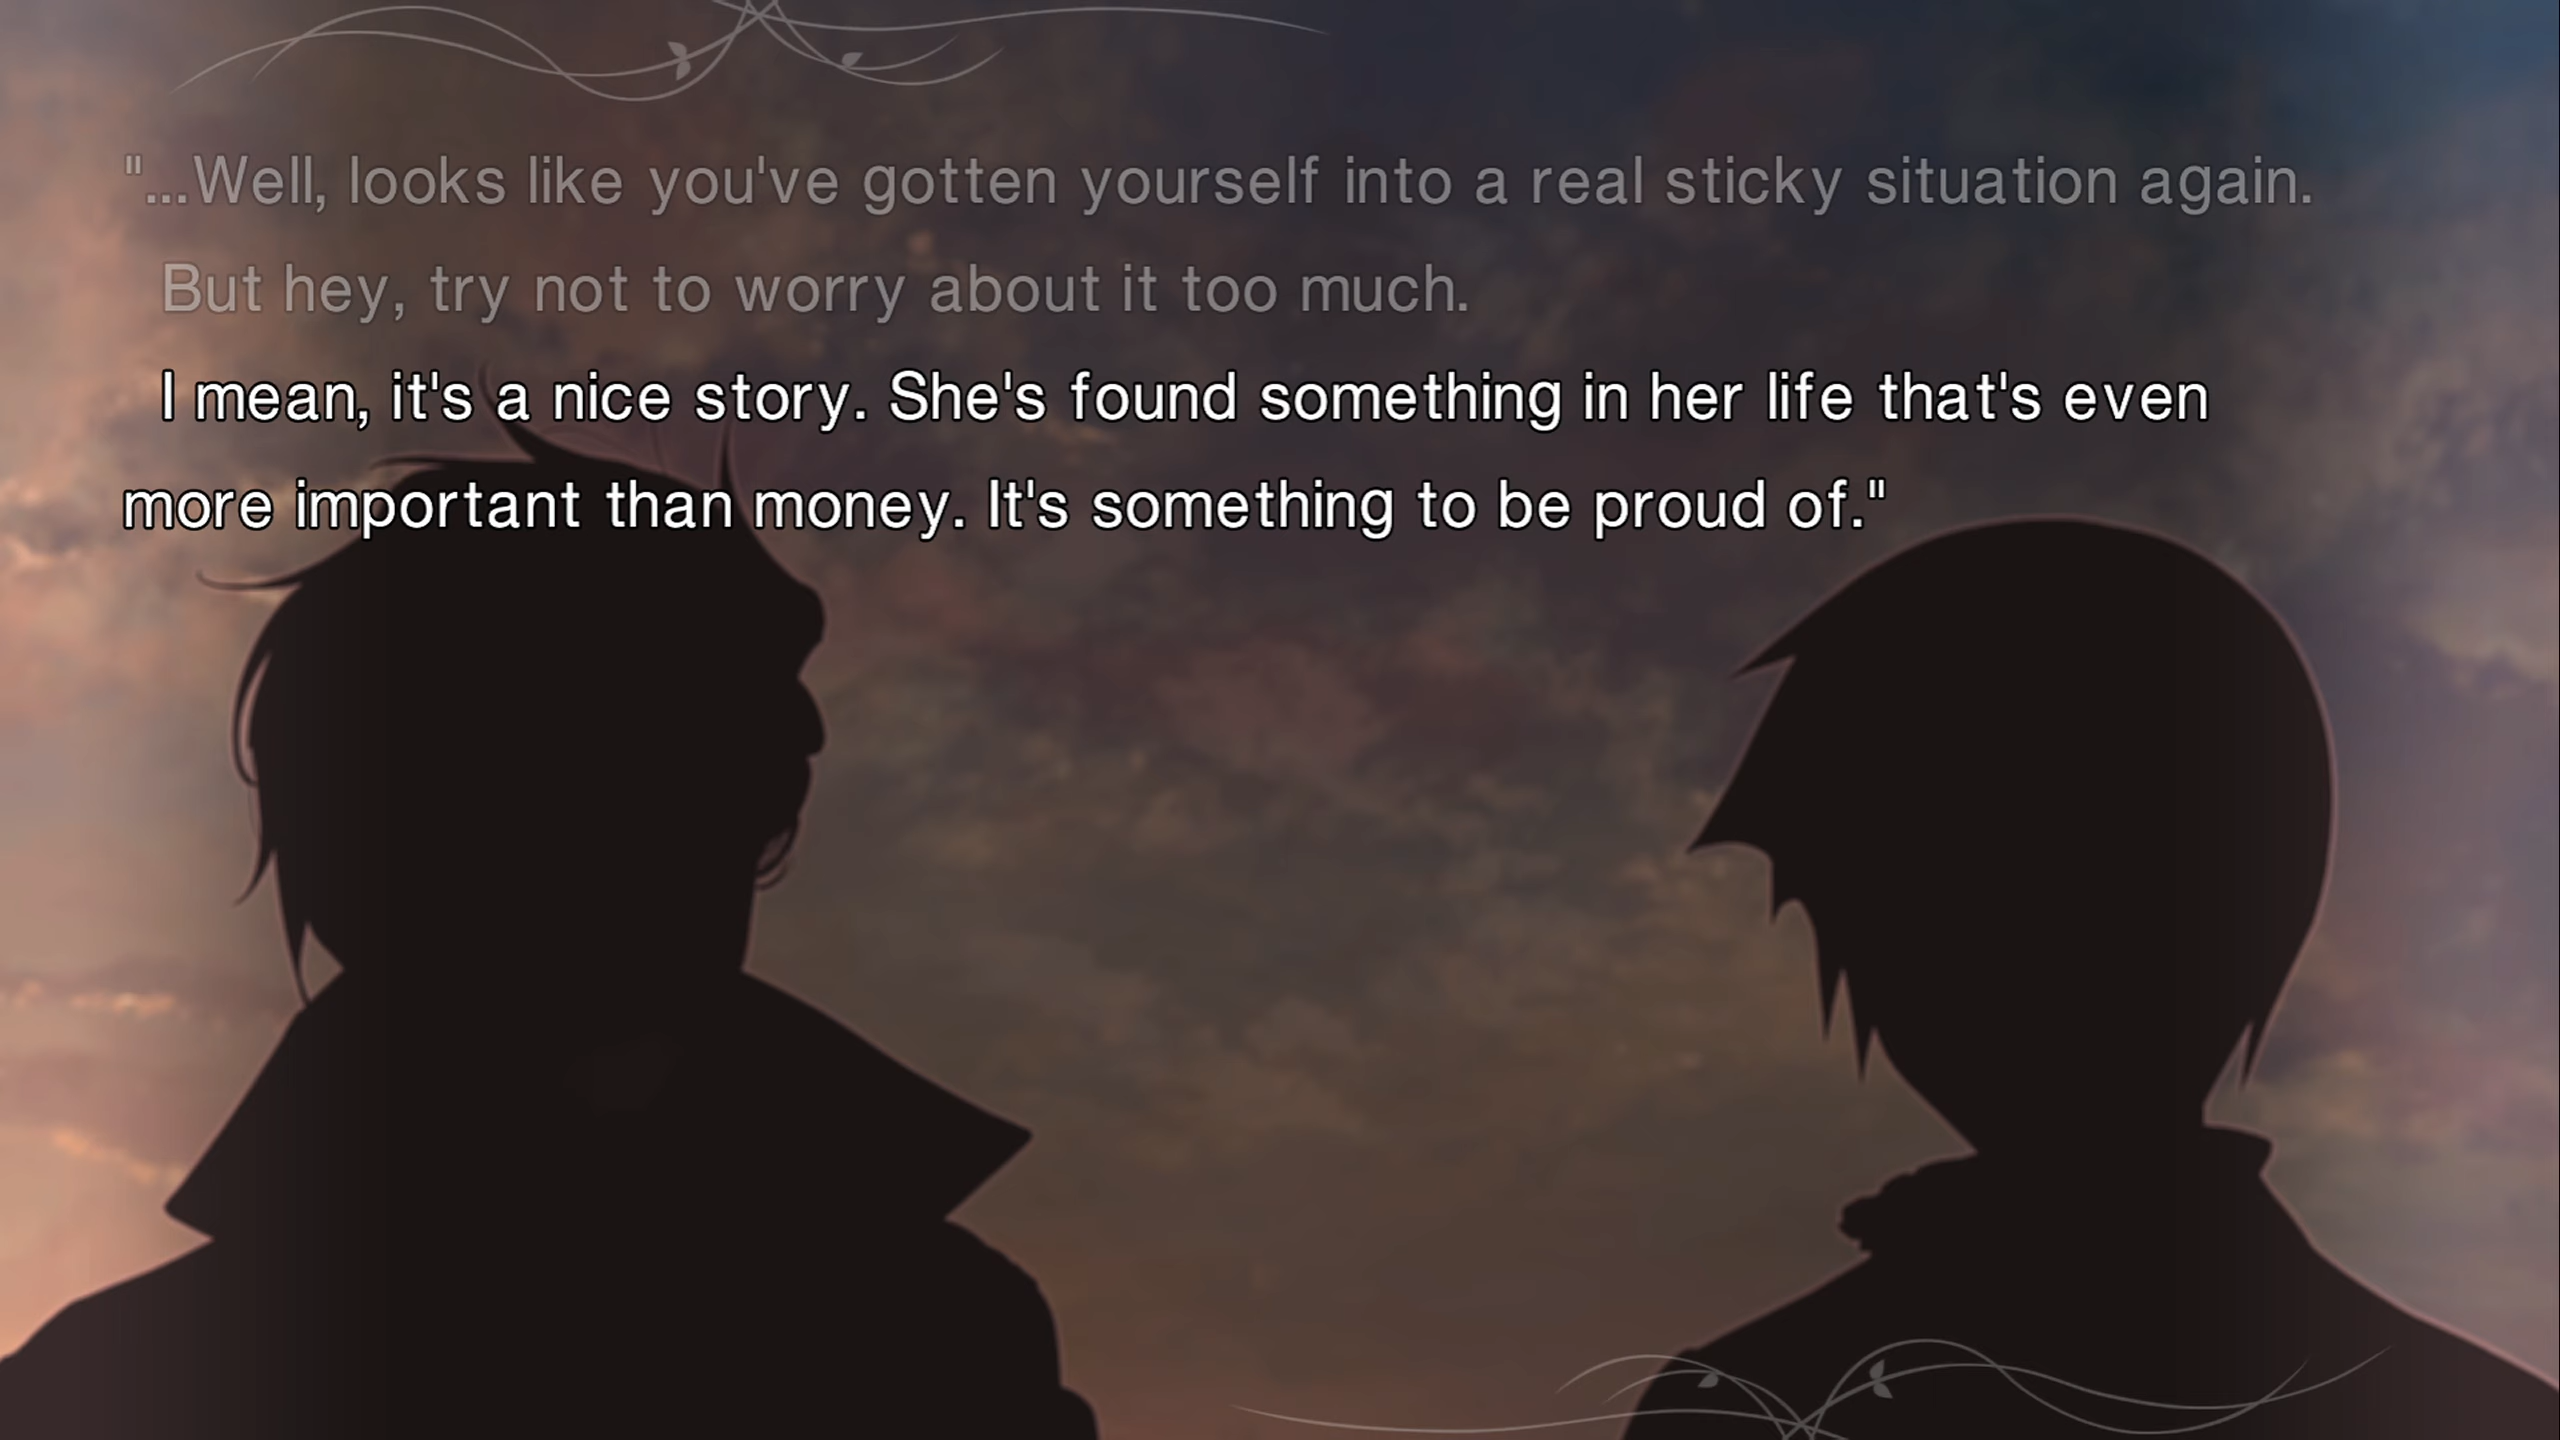 "...Well, looks like you've gotten yourself into a real sticky situation again.
But hey, try not to worry about it too much.
I mean, it's a nice story. She's found something in her life that's even
more important than money. It's something to be proud of."